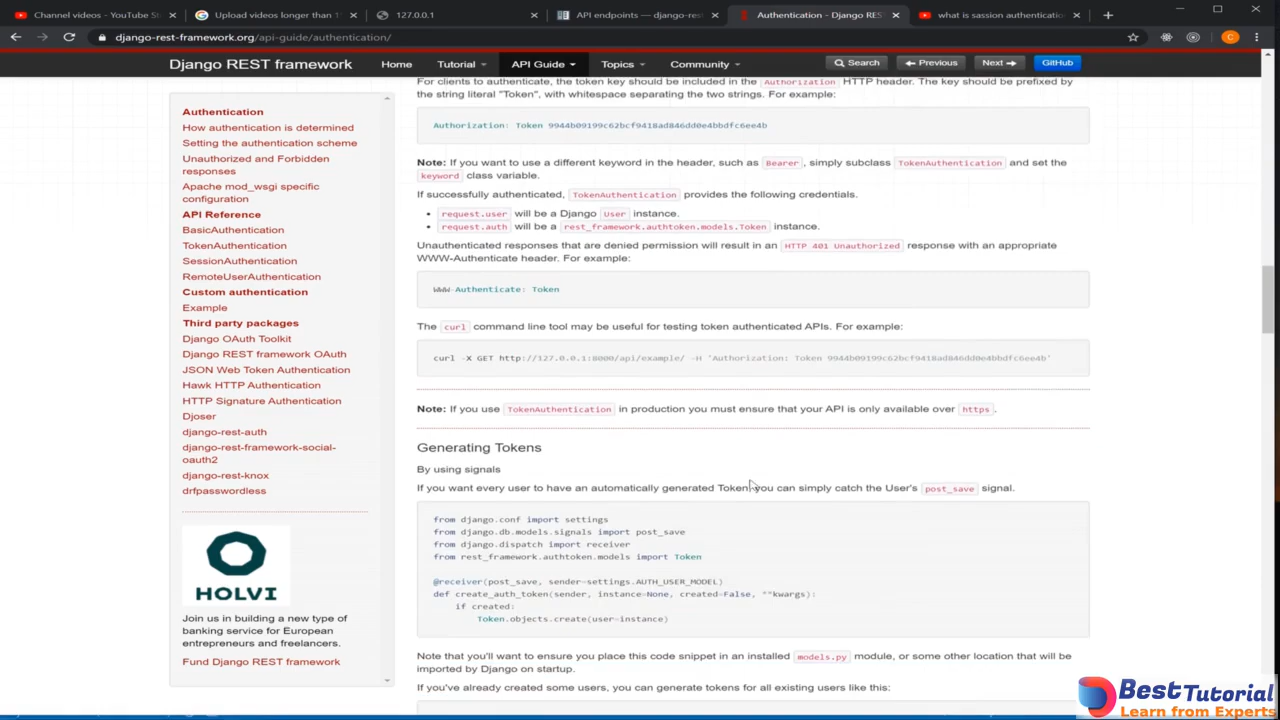 Channel videos - YouTube St
Upload videos longer than 1
127.0.0.1
API endpoints — django-res
Authentication - Django RES
what is sassion authenticatio
django-rest-framework.org/api-guide/authentication/
C
Django REST framework
Home
Tutorial
API Guide
Topics
Community
Search
Previous
Next
GitHub
Authentication
How authentication is determined
Setting the authentication scheme
Unauthorized and Forbidden
responses
Apache mod_wsgi specific
configuration
API Reference
BasicAuthentication
TokenAuthentication
SessionAuthentication
RemoteUserAuthentication
Custom authentication
Example
Third party packages
Django OAuth Toolkit
Django REST framework OAuth
JSON Web Token Authentication
Hawk HTTP Authentication
HTTP Signature Authentication
Djoser
django-rest-auth
django-rest-framework-social-
oauth2
django-rest-knox
drfpasswordless
HOLVI
Join us in building a new type of
banking service for European
entrepreneurs and freelancers.
Fund Django REST framework
For clients to authenticate, the token key should be included in the Authorization HTTP header. The key should be prefixed by
the string literal "Token", with whitespace separating the two strings. For example:
Authorization: Token 9944b09199c62bcf9418ad846dd0e4bbdfc6ee4b
Note: If you want to use a different keyword in the header, such as Bearer, simply subclass TokenAuthentication and set the
keyword class variable.
If successfully authenticated, TokenAuthentication provides the following credentials.
request.user will be a Django User instance.
request.auth will be a rest_framework.authtoken.models.Token instance.
Unauthenticated responses that are denied permission will result in an HTTP 401 Unauthorized response with an appropriate
WWW-Authenticate header. For example:
WWW-Authenticate: Token
The curl command line tool may be useful for testing token authenticated APIs. For example:
curl -X GET http://127.0.0.1:8000/api/example/ -H 'Authorization: Token 9944b09199c62bcf9418ad846dd0e4bbdfc6ee4b'
Note: If you use TokenAuthentication in production you must ensure that your API is only available over https.
Generating Tokens
By using signals
If you want every user to have an automatically generated Token, you can simply catch the User's post_save signal.
from django.conf import settings
from django.db.models.signals import post_save
from django.dispatch import receiver
from rest_framework.authtoken.models import Token
@receiver(post_save, sender=settings.AUTH_USER_MODEL)
def create_auth_token(sender, instance=None, created=False, **kwargs):
if created:
Token.objects.create(user=instance)
Note that you'll want to ensure you place this code snippet in an installed models.py module, or some other location that will be
imported by Django on startup.
If you've already created some users, you can generate tokens for all existing users like this:
BestTutorial
Learn from Experts